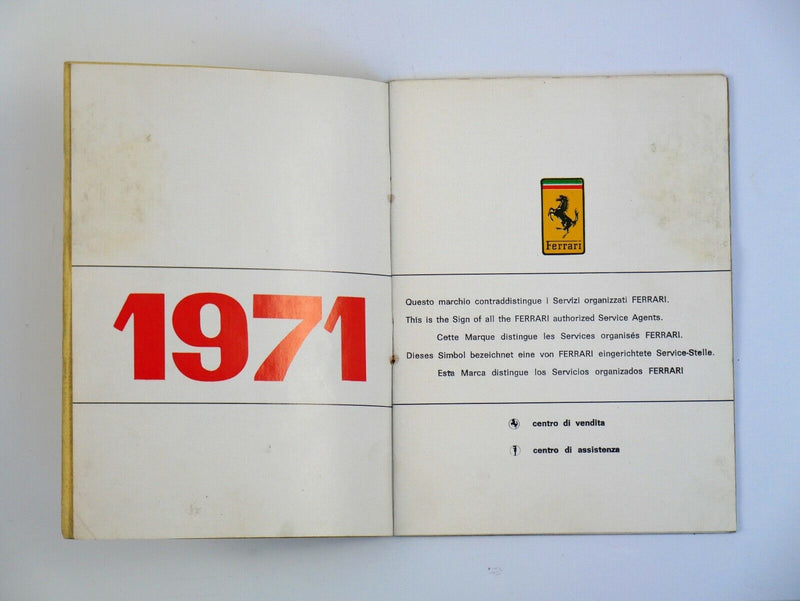 1971
Ferrari
Questo marchio contraddistingue i Servizi organizzati FERRARI.
This is the Sign of all the FERRARI authorized Service Agents.
Cette Marque distingue les Services organisés FERRARI.
Dieses Simbol bezeichnet eine von FERRARI eingerichtete Service-Stelle.
Esta Marca distingue los Servicios organizados FERRARI
centro di vendita
centro di assistenza